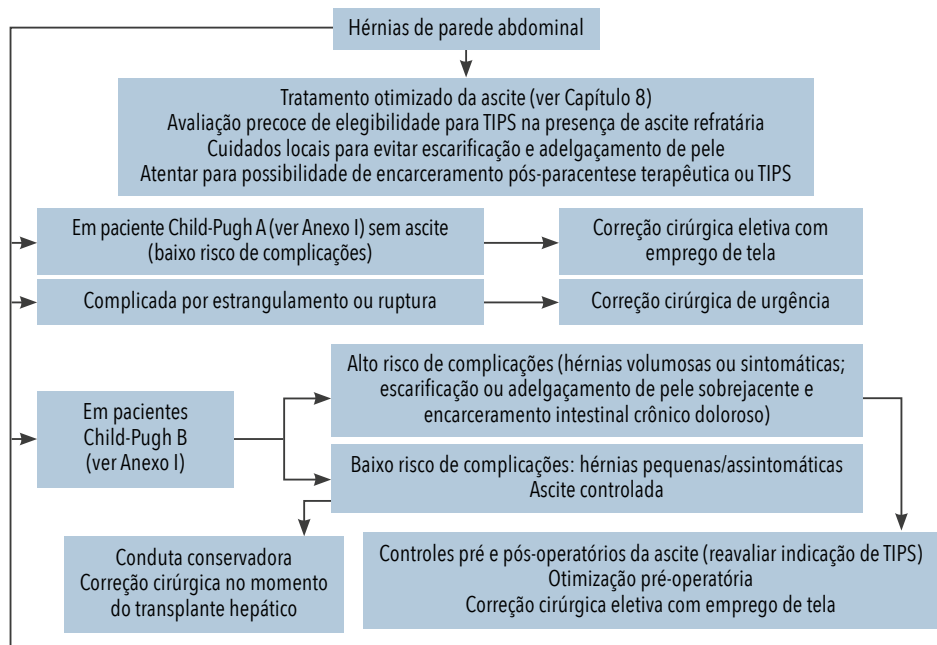 Hérnias de parede abdominal
Tratamento otimizado da ascite (ver Capítulo 8)
Avaliação precoce de elegibilidade para TIPS na presença de ascite refratária
Cuidados locais para evitar escarificação e adelgaçamento de pele
Atentar para possibilidade de encarceramento pós-paracentese terapêutica ou TIPS
Em paciente Child-Pugh A (ver Anexo I) sem ascite
(baixo risco de complicações)
Correção cirúrgica eletiva com
emprego de tela
Complicada por estrangulamento ou ruptura
Correção cirúrgica de urgência
Em pacientes
Child-Pugh B
(ver Anexo I)
Alto risco de complicações (hérnias volumosas ou sintomáticas;
escarificação ou adelgaçamento de pele sobrejacente e
encarceramento intestinal crônico doloroso)
Baixo risco de complicações: hérnias pequenas/assintomáticas
Ascite controlada
Conduta conservadora
Correção cirúrgica no momento
do transplante hepático
Controles pré e pós-operatórios da ascite (reavaliar indicação de TIPS)
Otimização pré-operatória
Correção cirúrgica eletiva com emprego de tela